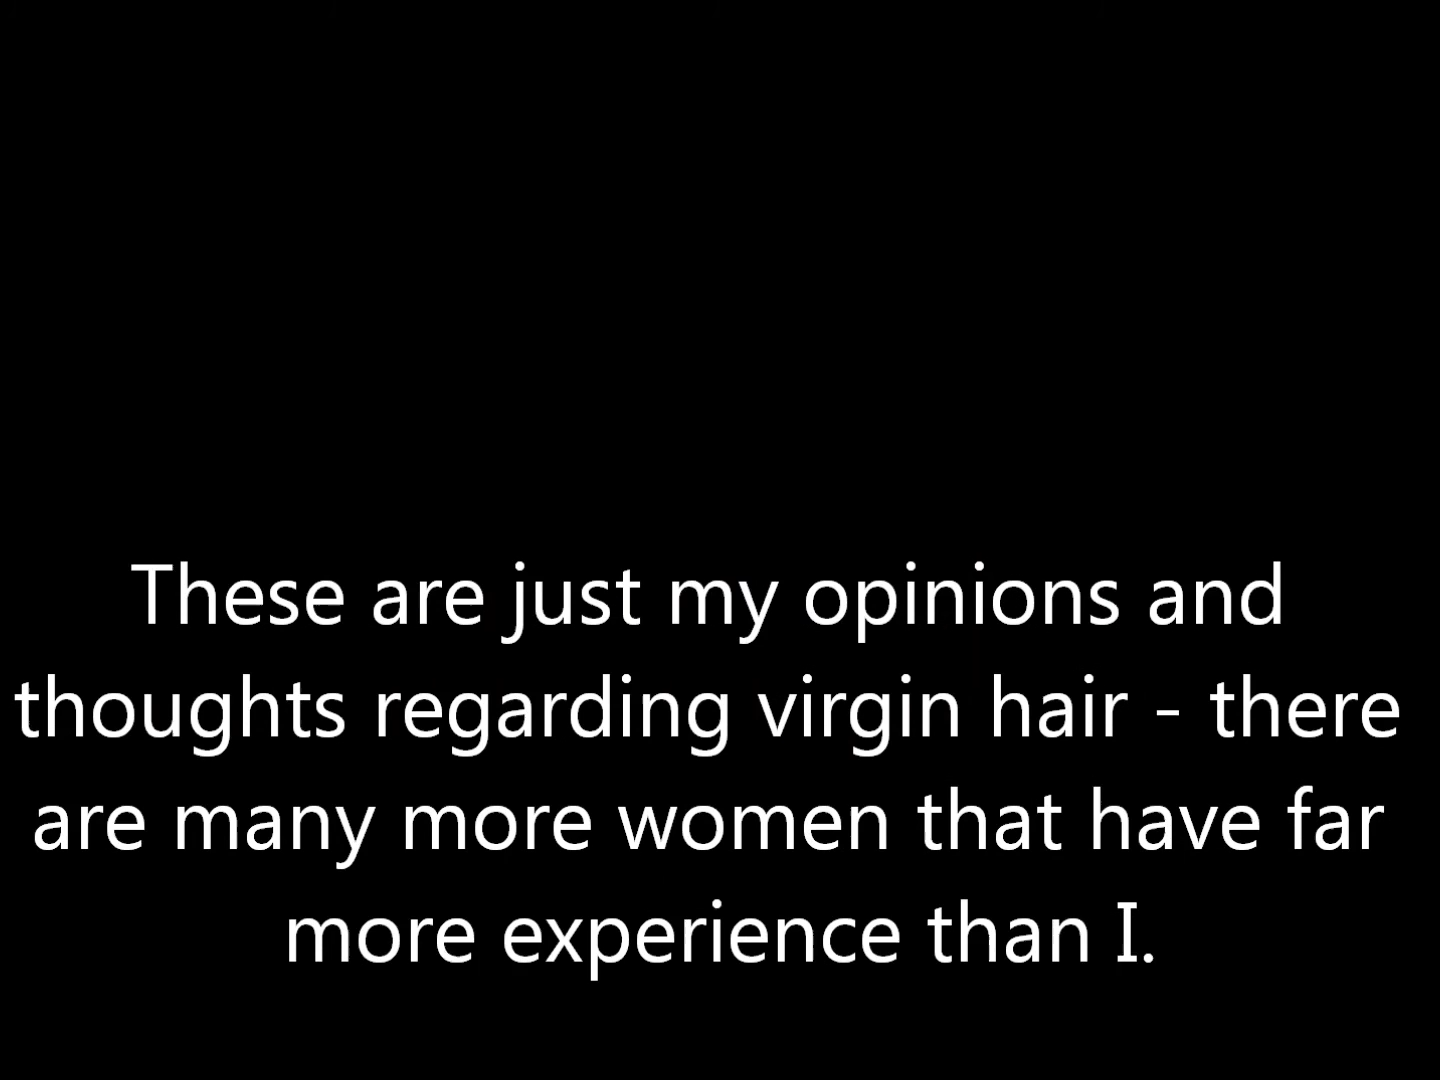 These are just my opinions and
thoughts regarding virgin hair - there
are many more women that have far
more experience than I.